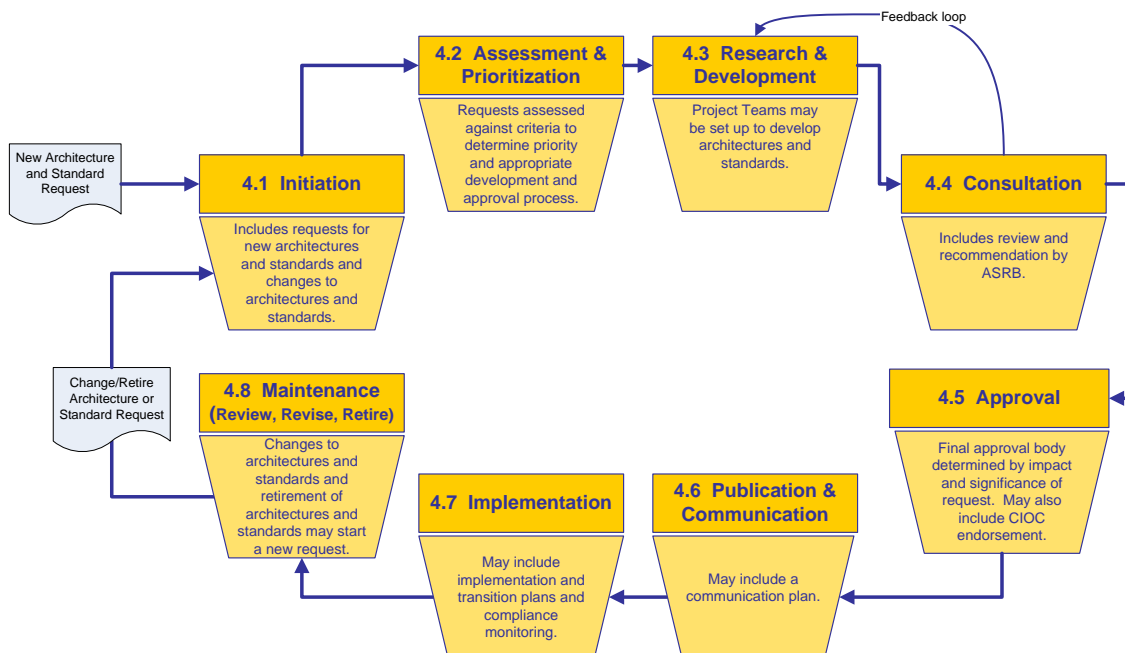 Feedback loop
New Architecture
and Standard
Request
4.1  Initiation
Includes requests for
new architectures
and standards and
changes to
architectures and
standards.
4.2  Assessment &
Prioritization
Requests assessed
against criteria to
determine priority
and appropriate
development and
approval process.
4.3  Research &
Development
Project Teams may
be set up to develop
architectures and
standards.
4.4  Consultation
Includes review and
recommendation by
ASRB.
4.5  Approval
Final approval body
determined by impact
and significance of
request.  May also
include CIOC
endorsement.
4.6  Publication &
Communication
May include a
communication plan.
4.7  Implementation
May include
implementation and
transition plans and
compliance
monitoring.
4.8  Maintenance
(Review, Revise, Retire)
Changes to
architectures and
standards and
retirement of
architectures and
standards may start
a new request.
Change/Retire
Architecture or
Standard Request